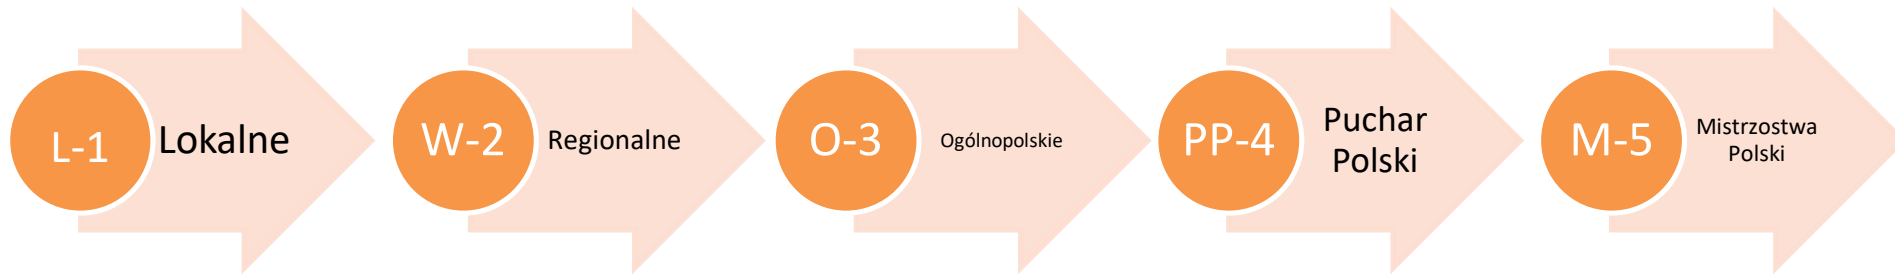 L-1
Lokalne
W-2
Regionalne
O-3
Ogólnopolskie
PP-4
Puchar
Polski
M-5
Mistrzostwa
Polski